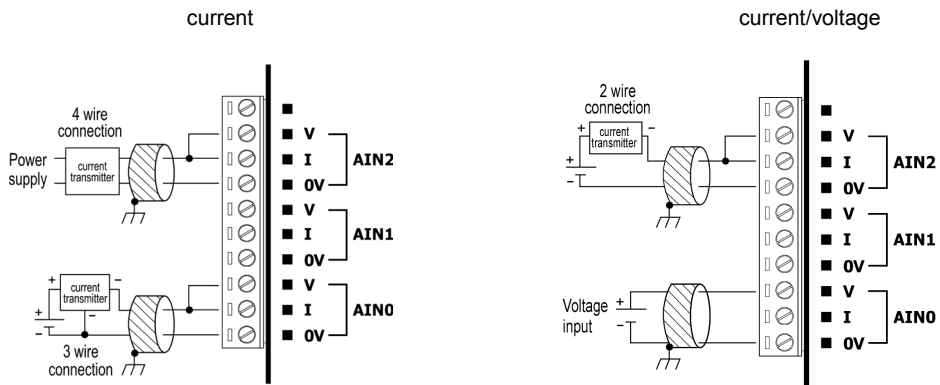 current
4 wire
connection
Power
supply
current
transmitter
V
I
0V
AIN2
V
I
0V
AIN1
V
I
0V
AIN0
+
−
current
transmitter
+
−
−
3 wire
connection
current/voltage
2 wire
connection
+
−
current
transmitter
+
−
V
I
0V
AIN2
V
I
0V
AIN1
V
I
0V
AIN0
Voltage
input
+
−